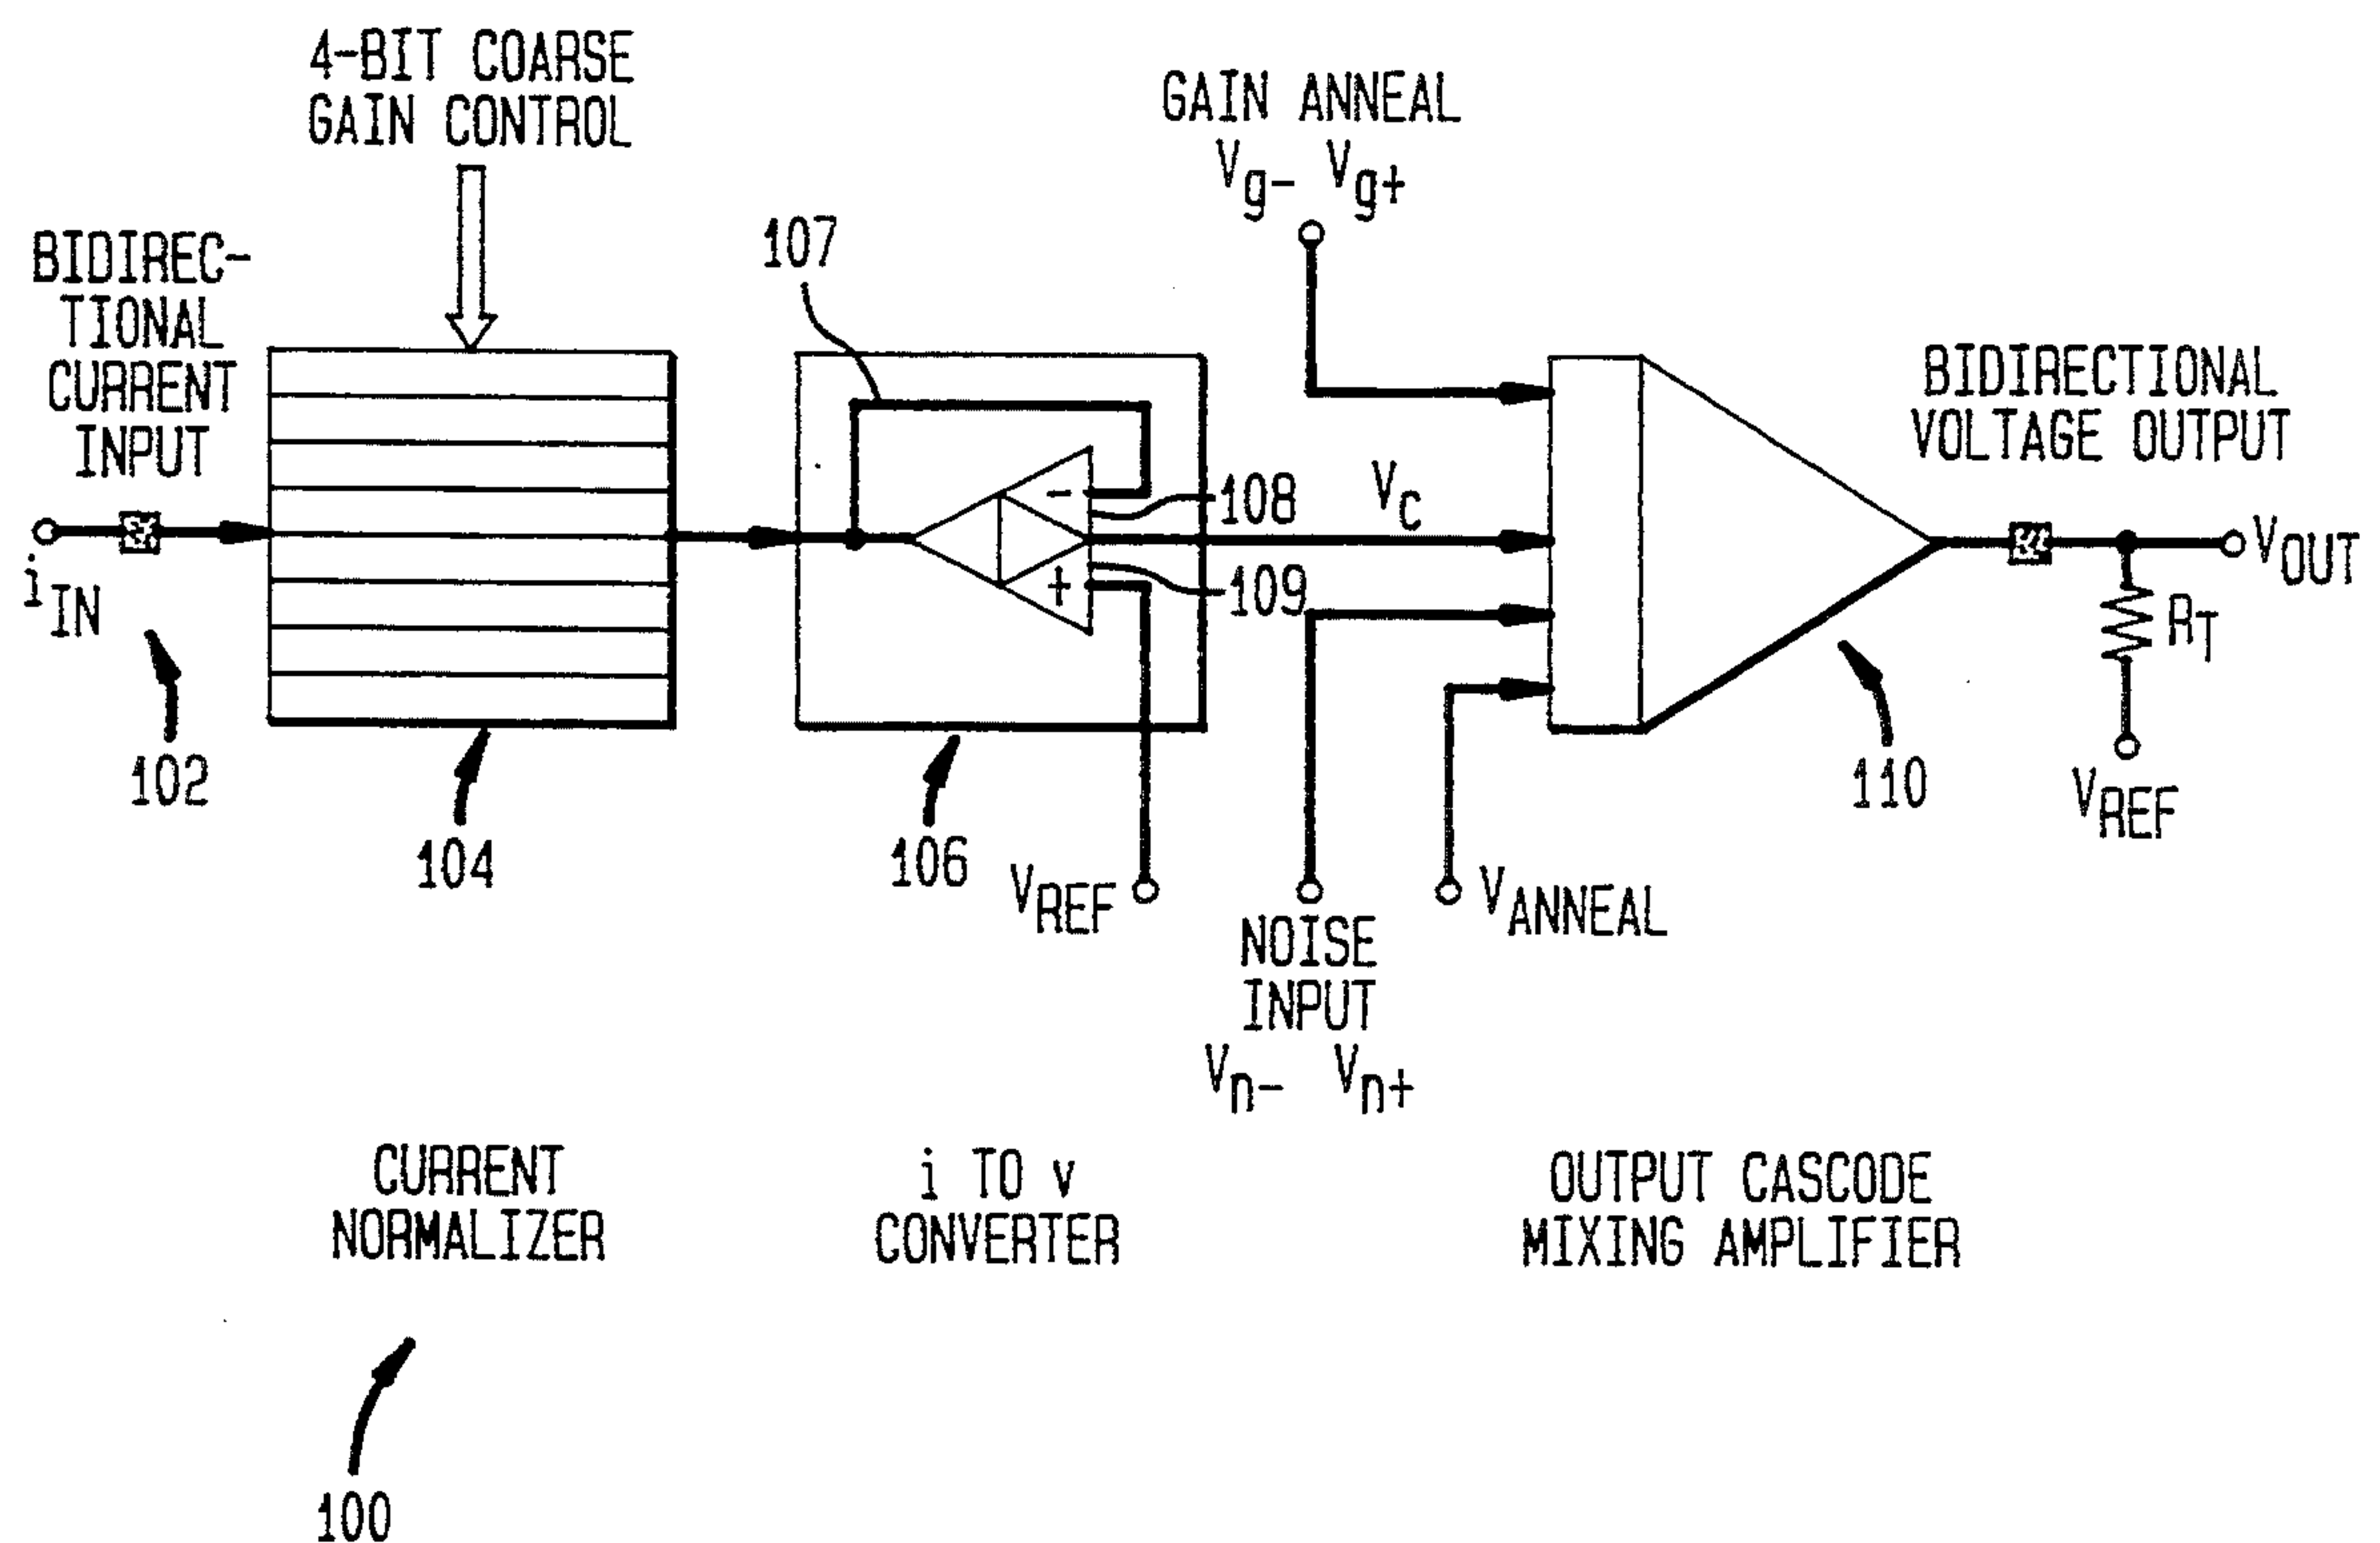 4-BIT COARSE
GAIN CONTROL
GAIN ANNEAL
Vg- Vg+
BIDIREC-
TIONAL
CURRENT
INPUT
107
BIDIRECTIONAL
VOLTAGE OUTPUT
-
108
VC
+
109
iIN
VOUT
RT
102
104
106
VREF
110
VREF
VANNEAL
NOISE
INPUT
Vn- Vn+
CURRENT
NORMALIZER
i TO v
CONVERTER
OUTPUT CASCODE
MIXING AMPLIFIER
100